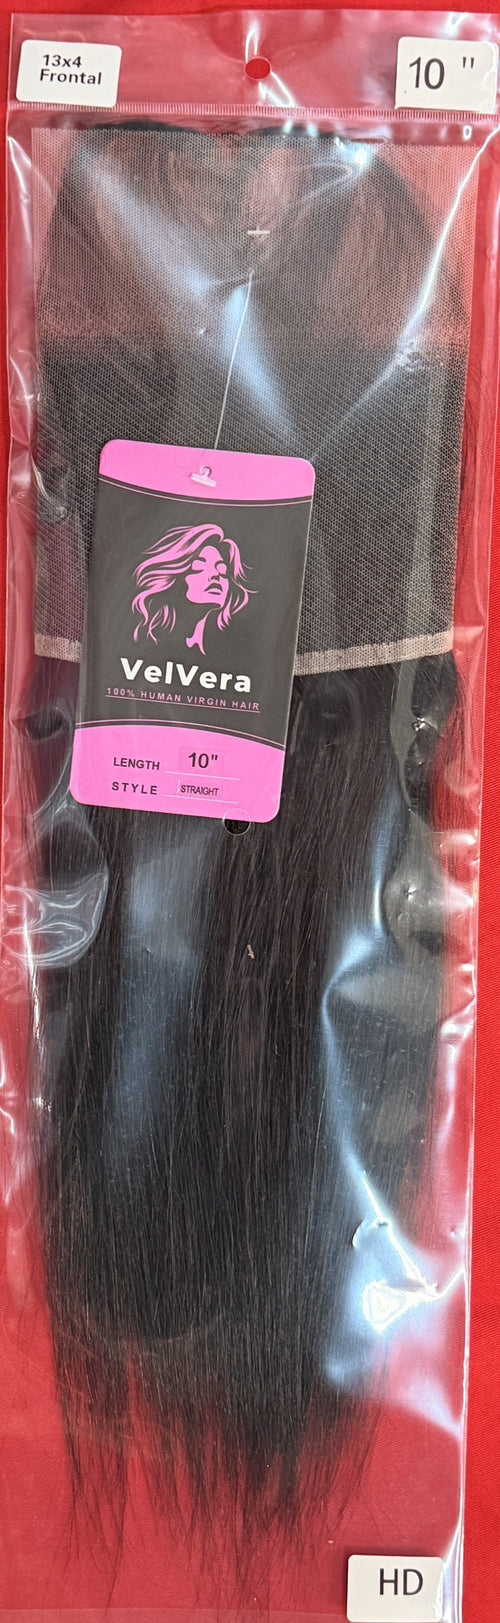 13x4
Frontal
10 "
VelVera
100% HUMAN VIRGIN HAIR
LENGTH 10"
STYLE STRAIGHT
HD